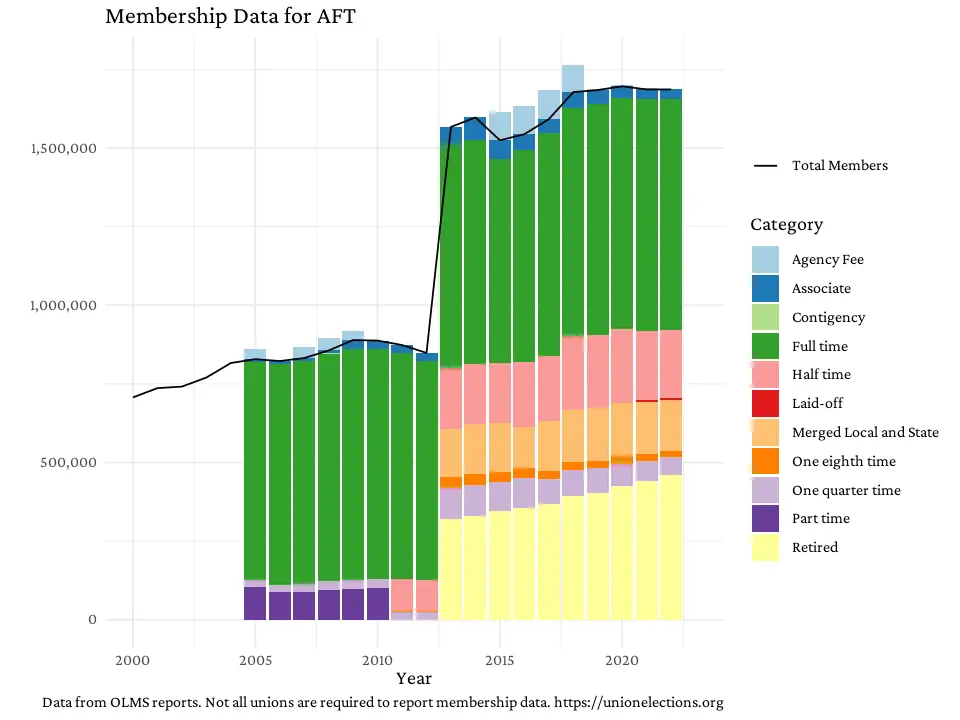 Membership Data for AFT
1,500,000
1,000,000
500,000
0
2000
2005
2010
2015
2020
Year
Total Members
Category
Agency Fee
Associate
Contigency
Full time
Half time
Laid-off
Merged Local and State
One eighth time
One quarter time
Part time
Retired
Data from OLMS reports. Not all unions are required to report membership data. https://unionelections.org